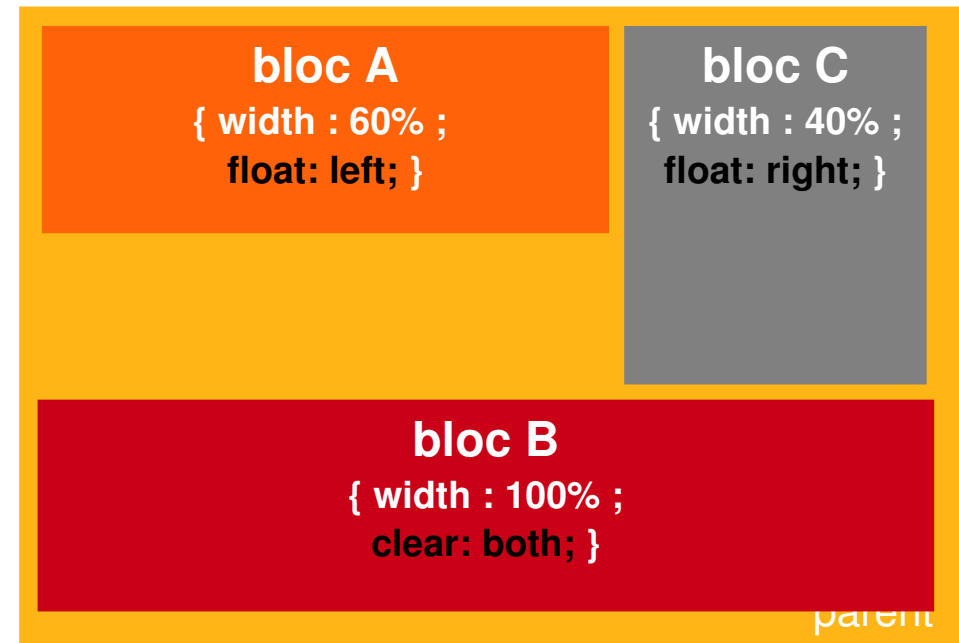 bloc A
{ width : 60% ;
float: left; }
bloc C
{ width : 40% ;
float: right; }
bloc B
{ width : 100% ;
clear: both; }
parent